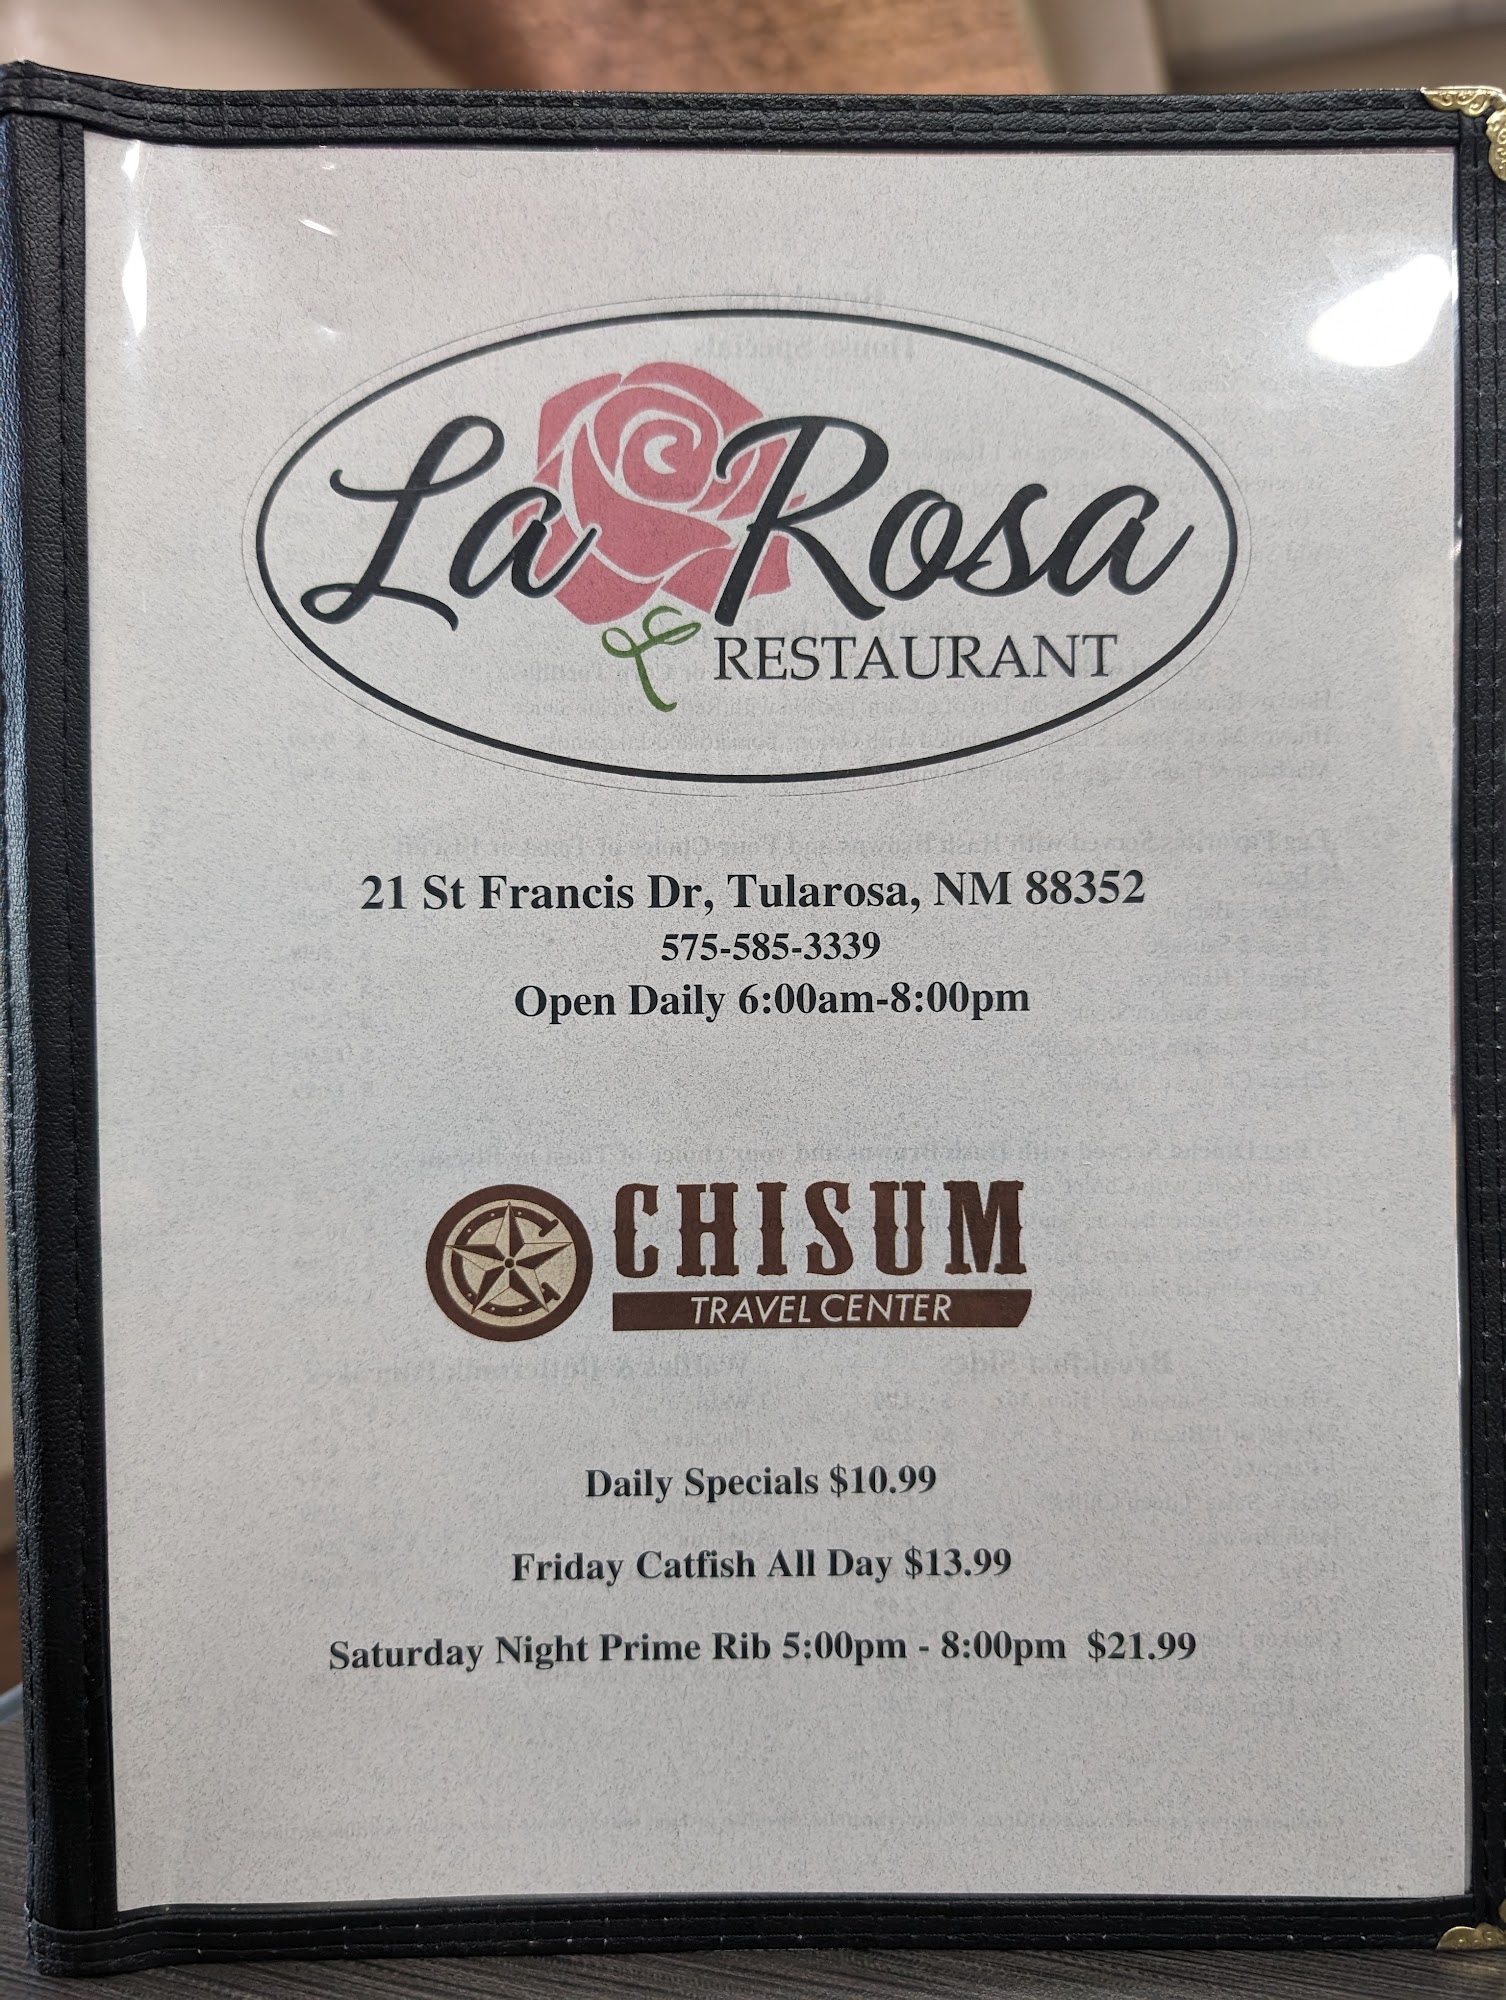 La Rosa
RESTAURANT
21 St Francis Dr, Tularosa, NM 88352
575-585-3339
Open Daily 6:00am-8:00pm
CHISUM
TRAVEL CENTER
Daily Specials $10.99
Friday Catfish All Day $13.99
Saturday Night Prime Rib 5:00pm - 8:00pm $21.99